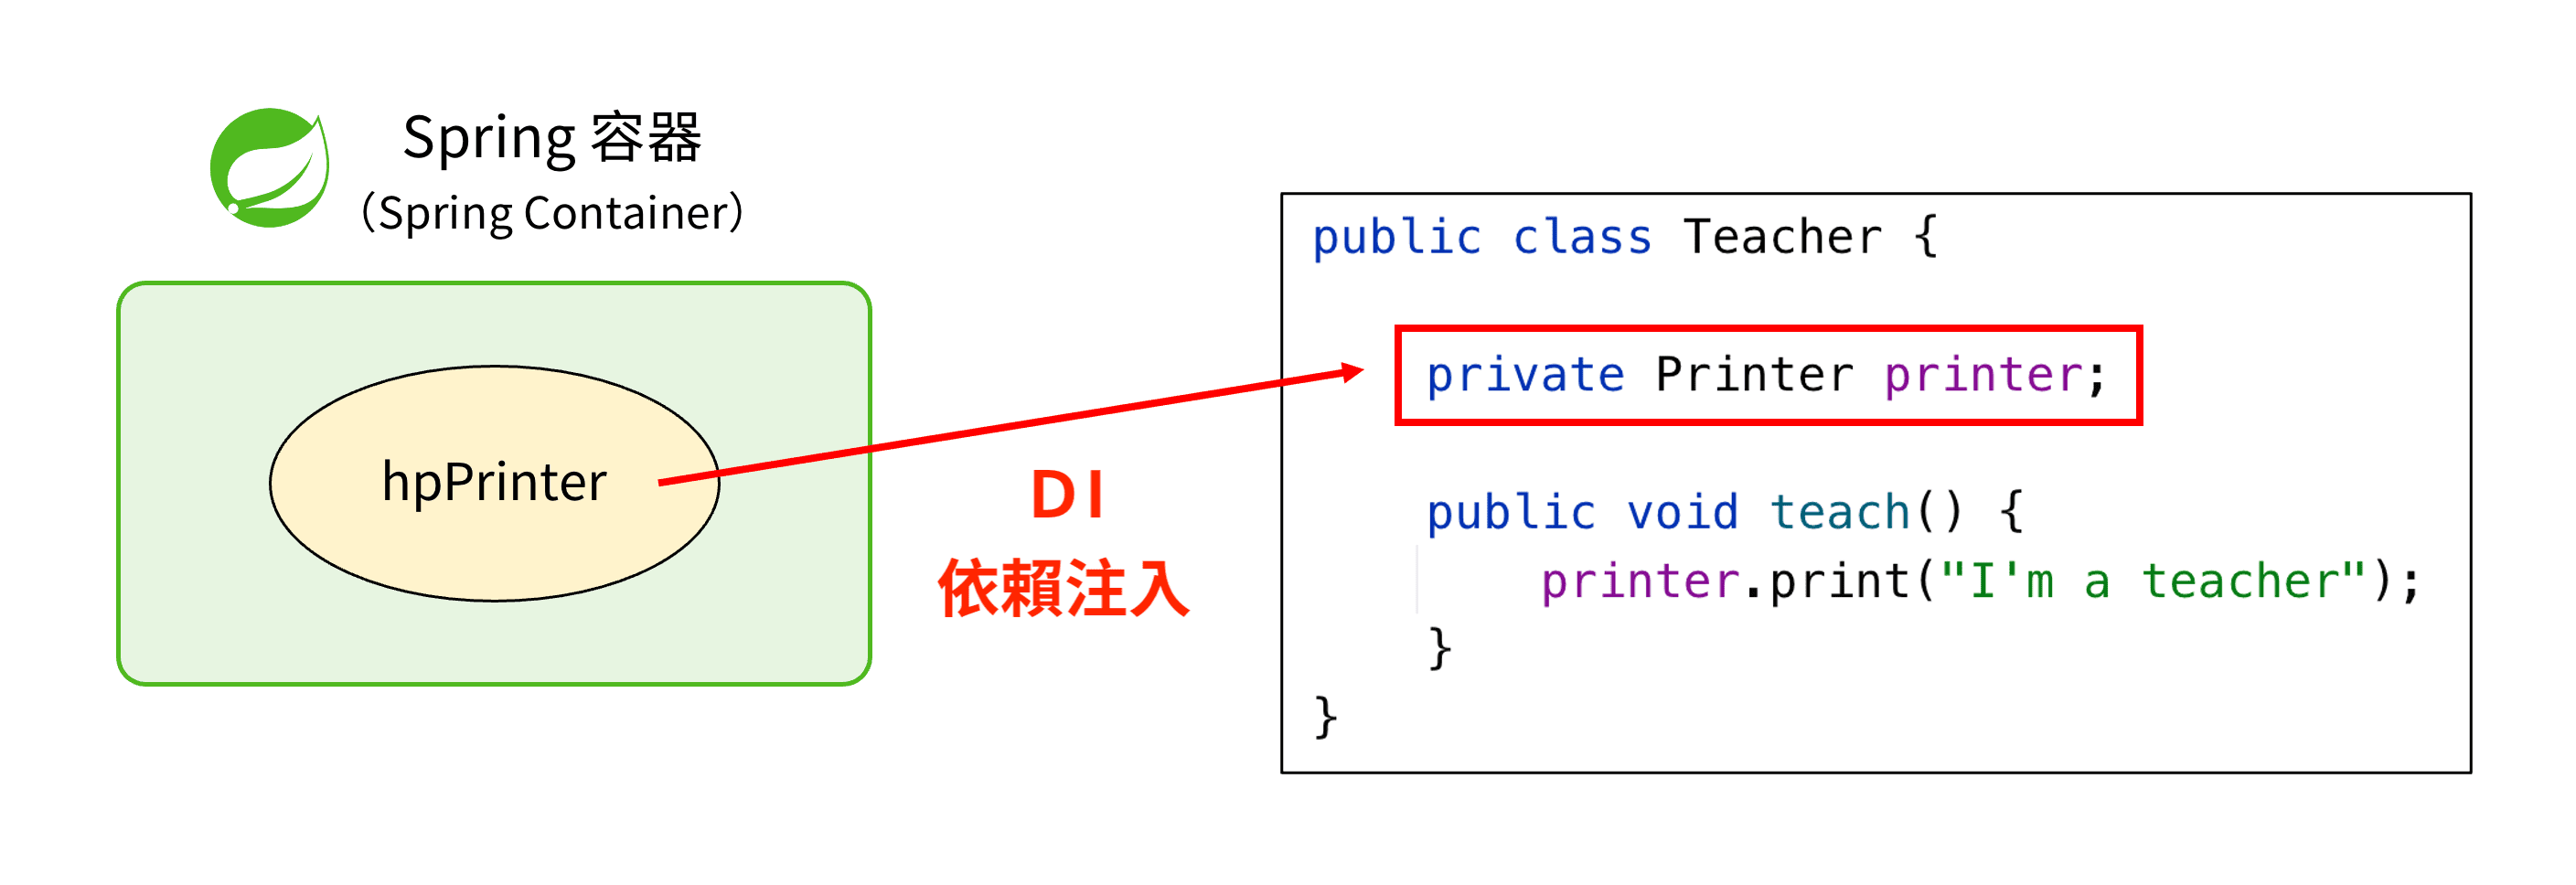 Spring 容器
（Spring Container）
hpPrinter
DI
依賴注入
public class Teacher {
private Printer printer;
public void teach() {
printer.print("I'm a teacher");
}
}